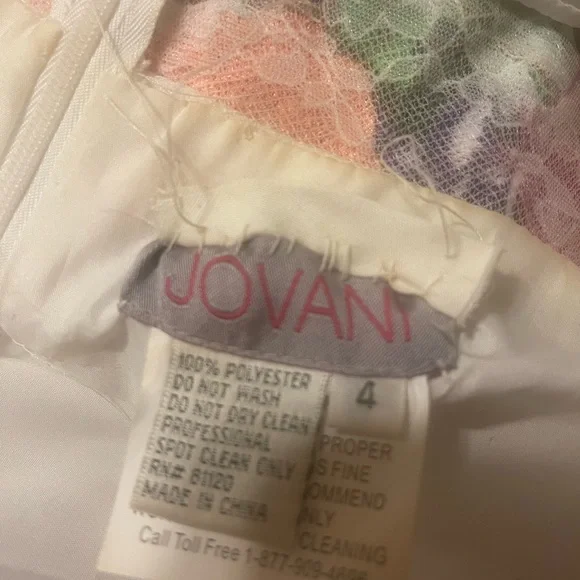 JOVANI
100% POLYESTER
DO NOT WASH
DO NOT DRY CLEAN
PROFESSIONAL
SPOT CLEAN ONLY
RN# 81120
MADE IN CHINA
4
PROPER
S FINE
OMMEND
NLY
CLEANING
Call Toll Free 1-877-909-